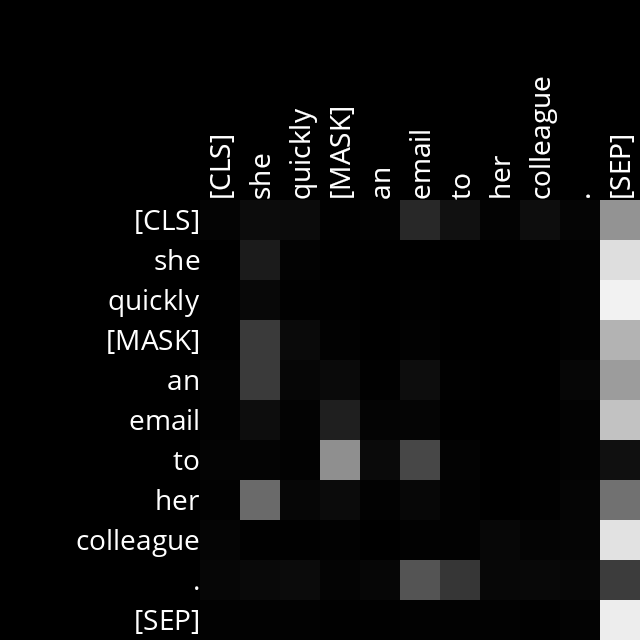 [CLS] she quickly [MASK] an email to her colleague . [SEP]
[CLS]
she
quickly
[MASK]
an
email
to
her
colleague
.
[SEP]